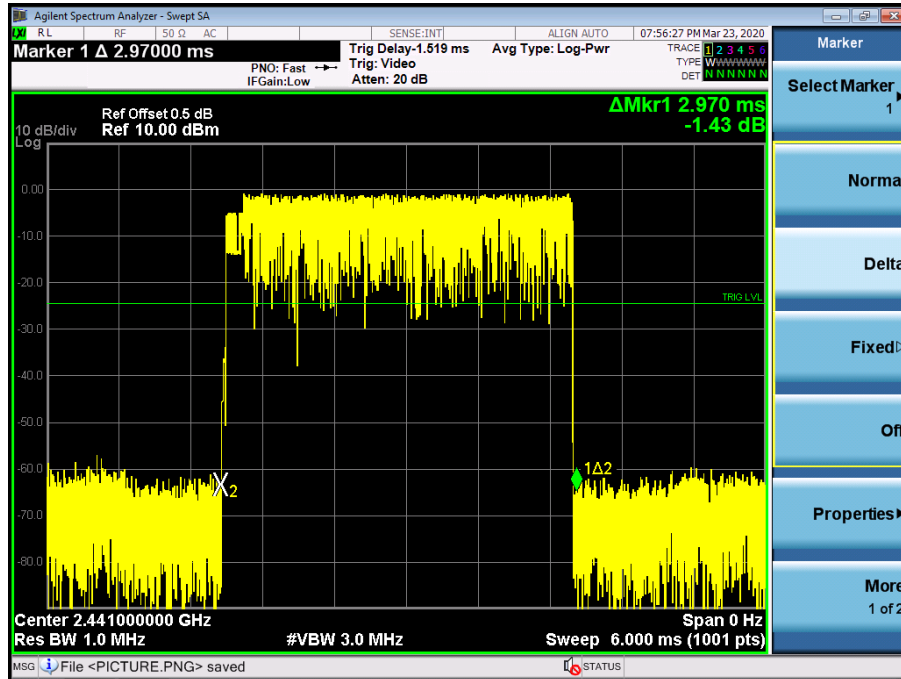 Agilent Spectrum Analyzer - Swept SA
LXI RL RF 50 Ω AC SENSE:INT ALIGN AUTO 07:56:27 PM Mar 23, 2020
Marker 1 Δ 2.97000 ms
PNO: Fast
IFGain:Low
Trig Delay-1.519 ms
Trig: Video
Atten: 20 dB
Avg Type: Log-Pwr
TRACE 1 2 3 4 5 6
TYPE WWWWWW
DET N N N N N N
ΔMkr1 2.970 ms
-1.43 dB
Ref Offset 0.5 dB
10 dB/div Ref 10.00 dBm
Log
0.00
-10.0
-20.0
TRIG LVL
-30.0
-40.0
-50.0
-60.0
1Δ2
2
-70.0
-80.0
Center 2.441000000 GHz Span 0 Hz
Res BW 1.0 MHz #VBW 3.0 MHz Sweep 6.000 ms (1001 pts)
MSG File <PICTURE.PNG> saved STATUS
Marker
Select Marker
1
Norma
Delta
Fixed
Off
Properties
More
1 of 2